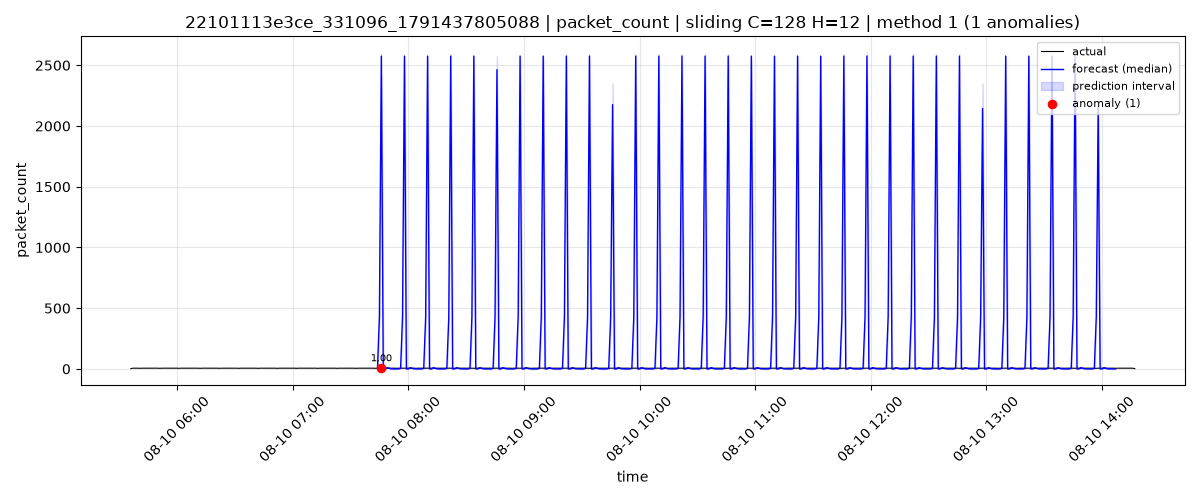 22101113e3ce_331096_1791437805088 | packet_count | sliding C=128 H=12 | method 1 (1 anomalies)
packet_count
2500
2000
1500
1000
500
0
actual
forecast (median)
prediction interval
anomaly (1)
1.00
08-10 06:00
08-10 07:00
08-10 08:00
08-10 09:00
08-10 10:00
08-10 11:00
08-10 12:00
08-10 13:00
08-10 14:00
time